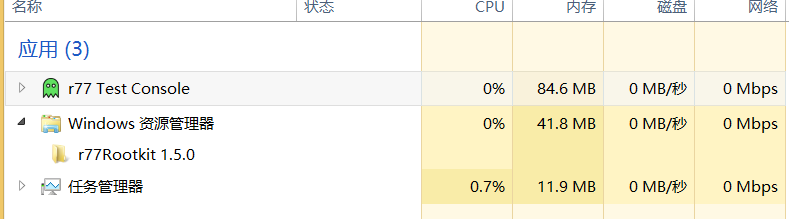 名称 状态 CPU 内存 磁盘 网络
应用 (3)
r77 Test Console 0% 84.6 MB 0 MB/秒 0 Mbps
Windows 资源管理器 0% 41.8 MB 0 MB/秒 0 Mbps
r77Rootkit 1.5.0
任务管理器 0.7% 11.9 MB 0 MB/秒 0 Mbps